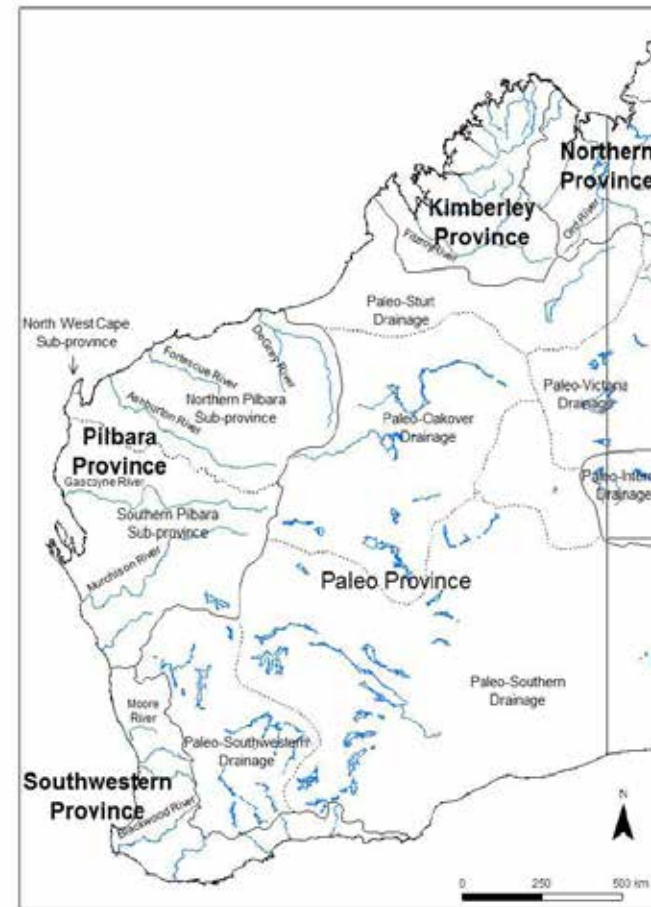 Northern
Province
Kimberley
Province
Ord River
Fitzroy River
Paleo-Sturt
Drainage
North West Cape
Sub-province
Fortescue River
DeGrey River
Northern Pilbara
Sub-province
Ashburton River
Paleo-Victoria
Drainage
Paleo-Oakover
Drainage
Pilbara
Province
Gascoyne River
Drainage
Southern Pilbara
Sub-province
Murchison River
Paleo Province
Paleo-Southern
Drainage
Moore
River
Paleo-Southwestern
Drainage
Southwestern
Province
Blackwood River
N
0 250 500 km